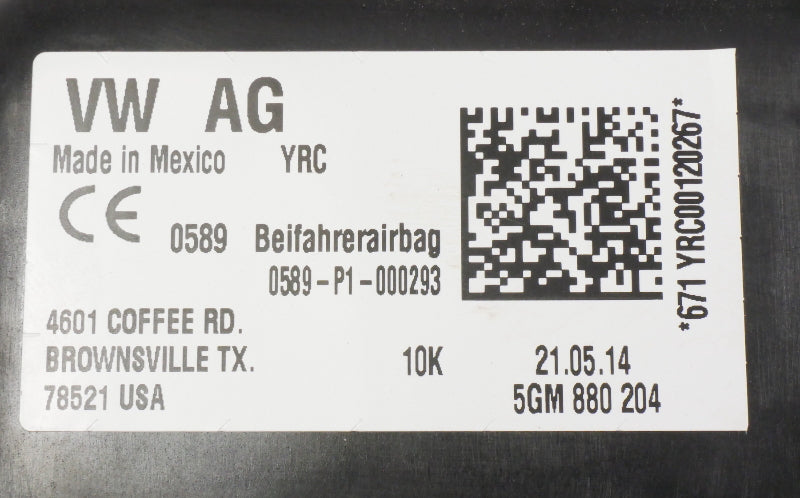 VW AG
Made in Mexico YRC
CE 0589 Beifahrerairbag
0589-P1-000293
4601 COFFEE RD.
BROWNSVILLE TX. 10K 21.05.14
78521 USA 5GM 880 204
*671 YRC00120267*